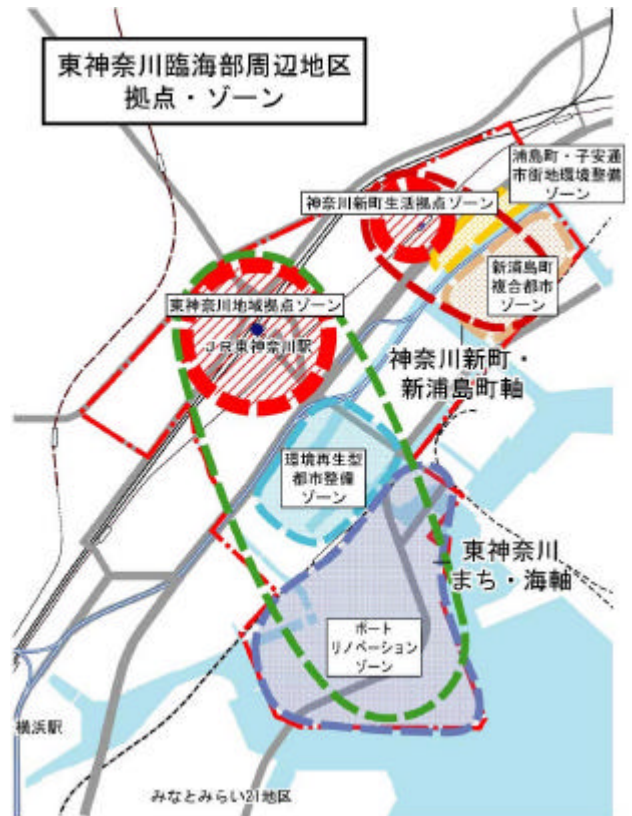 東神奈川臨海部周辺地区
拠点・ゾーン
浦島町・子安通
市街地環境整備
ゾーン
神奈川新町生活拠点ゾーン
新浦島町
複合都市
ゾーン
東神奈川地域拠点ゾーン
JR東神奈川駅
神奈川新町・
新浦島町軸
環境再生型
都市整備
ゾーン
東神奈川
まち・海軸
ポート
リノベーション
ゾーン
横浜駅
みなとみらい21地区